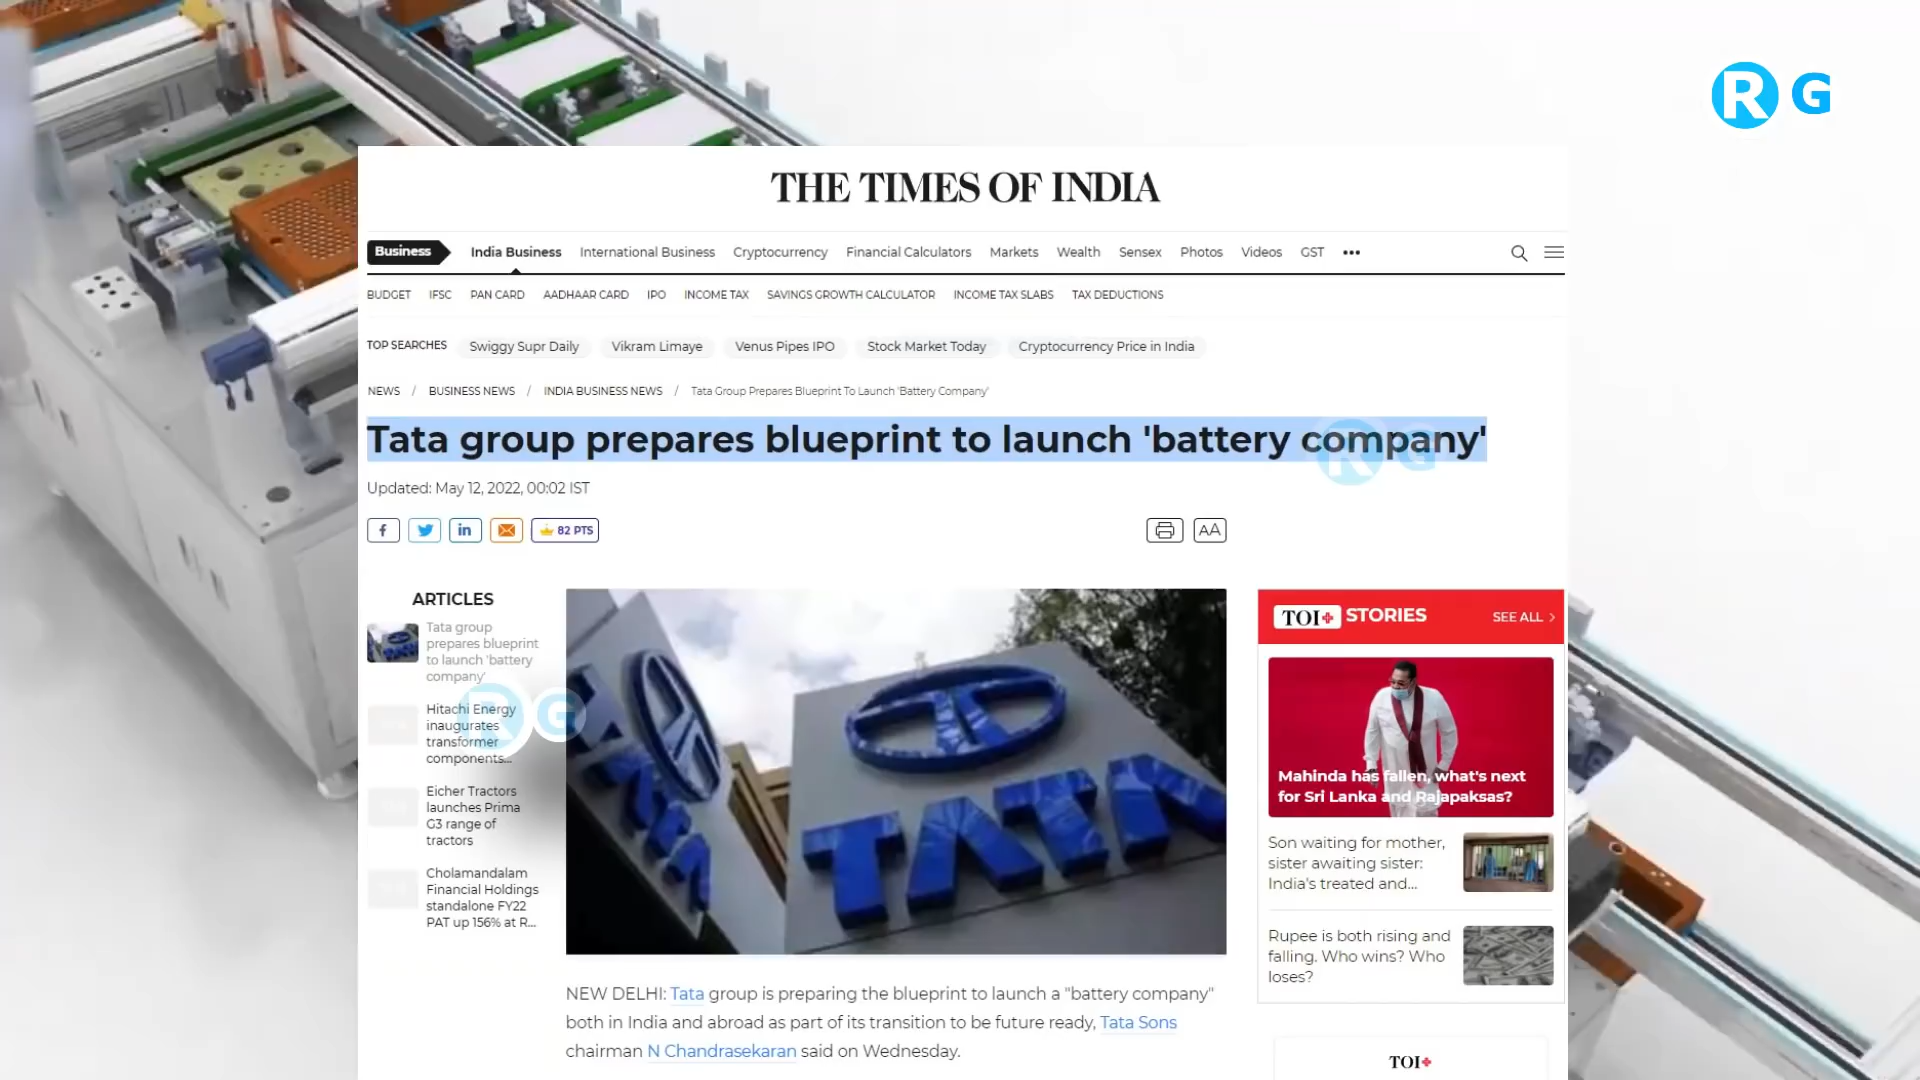 R G
THE TIMES OF INDIA
Business India Business International Business Cryptocurrency Financial Calculators Markets Wealth Sensex Photos Videos GST •••
BUDGET IFSC PAN CARD AADHAAR CARD IPO INCOME TAX SAVINGS GROWTH CALCULATOR INCOME TAX SLABS TAX DEDUCTIONS
TOP SEARCHES Swiggy Supr Daily Vikram Limaye Venus Pipes IPO Stock Market Today Cryptocurrency Price in India
NEWS / BUSINESS NEWS / INDIA BUSINESS NEWS / Tata Group Prepares Blueprint To Launch 'Battery Company'
Tata group prepares blueprint to launch 'battery company'
R G
Updated: May 12, 2022, 00:02 IST
f in 82 PTS AA
ARTICLES
Tata group
prepares blueprint
to launch 'battery
company'
Hitachi Energy
inaugurates
transformer
components...
R G
Eicher Tractors
launches Prima
G3 range of
tractors
Cholamandalam
Financial Holdings
standalone FY22
PAT up 156% at R...
TATA
TATA
NEW DELHI: Tata group is preparing the blueprint to launch a "battery company"
both in India and abroad as part of its transition to be future ready, Tata Sons
chairman N Chandrasekaran said on Wednesday.
TOI+ STORIES SEE ALL >
Mahinda has fallen, what's next
for Sri Lanka and Rajapaksas?
Son waiting for mother,
sister awaiting sister:
India's treated and...
Rupee is both rising and
falling. Who wins? Who
loses?
TOI+